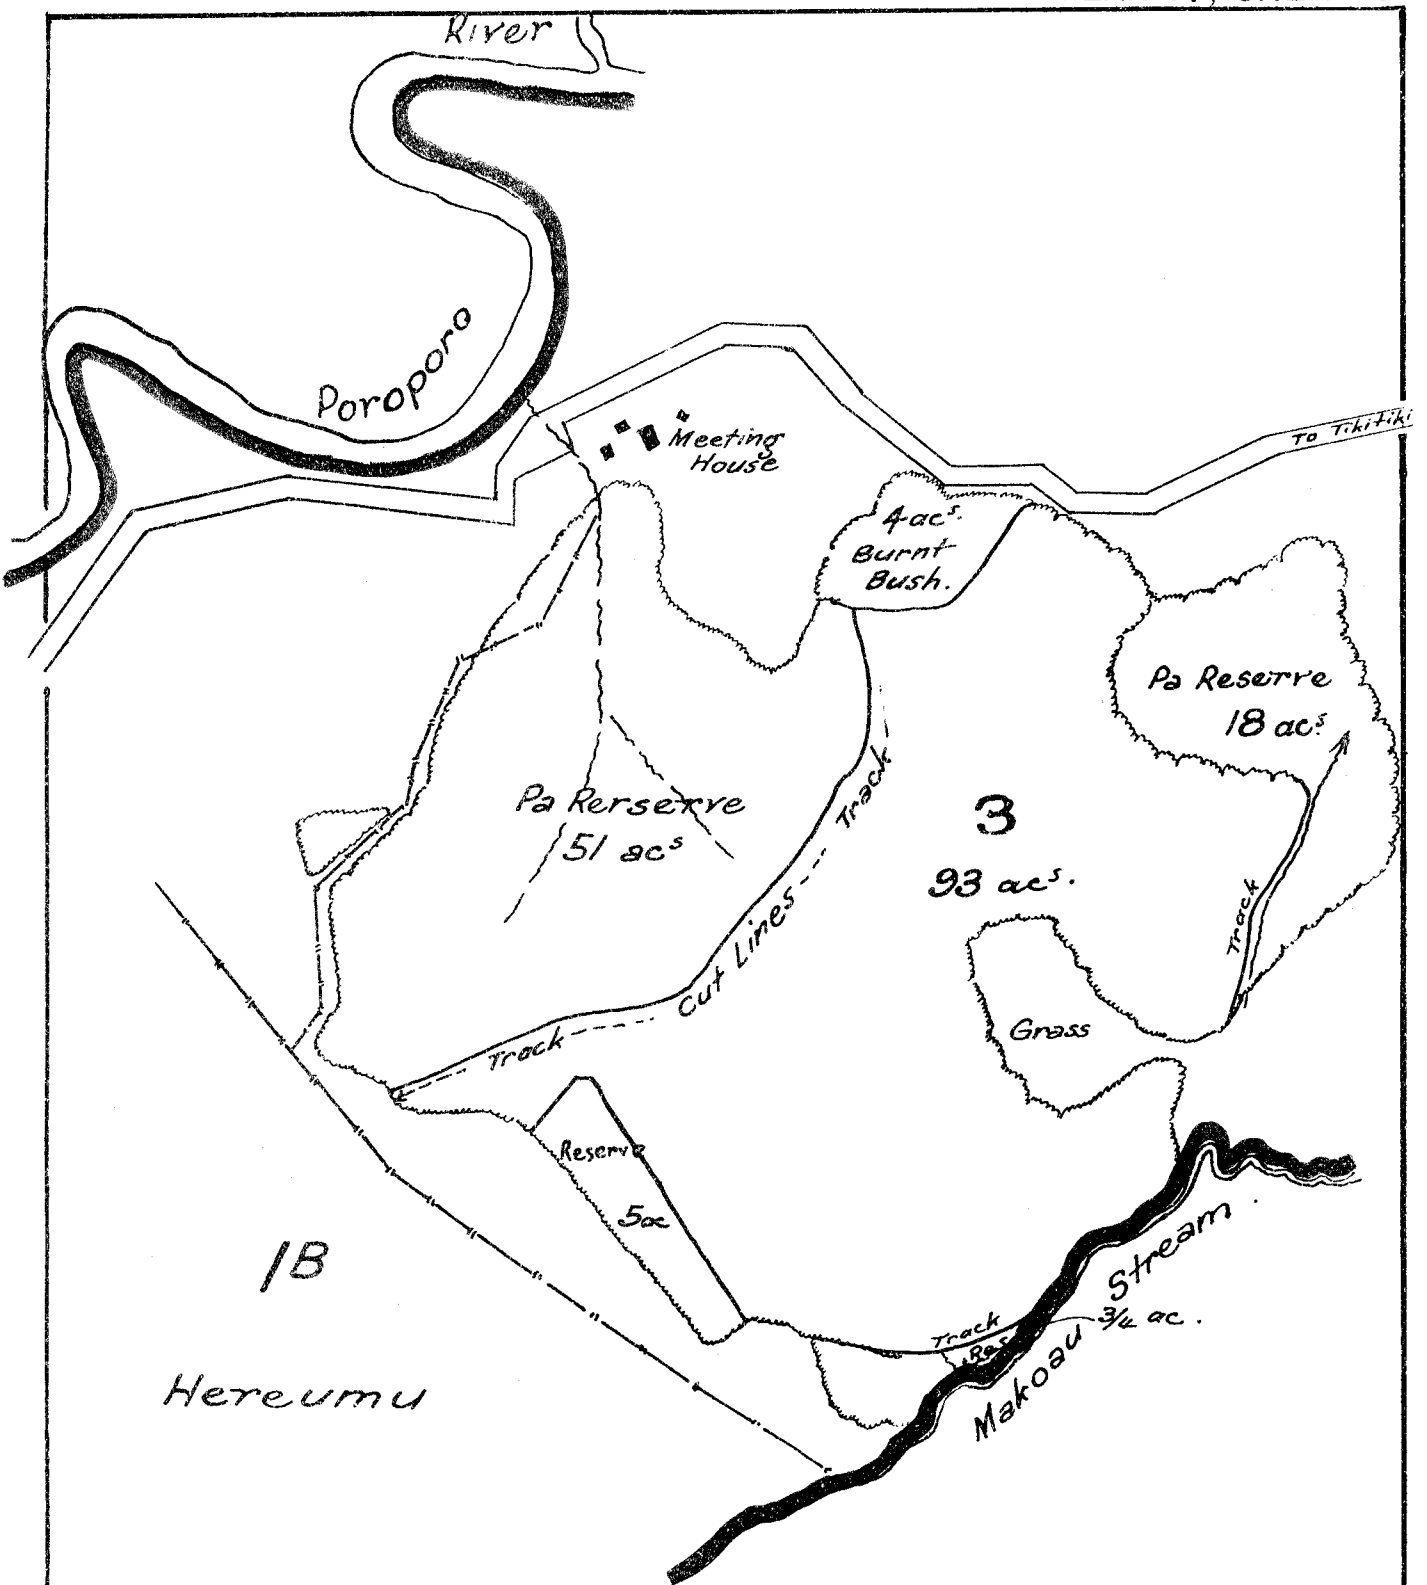 River
Poroporo
To Tikitiki
Meeting
House
4 acs.
Burnt
Bush.
Pa Reserve
18 acs.
Pa Rerserve
51 acs
Track
3
93 acs.
Track
Cut Lines
Grass
Track
Reserve
5ac
1B
Stream.
Track
3/4 ac.
Res
Makoau
Hereumu